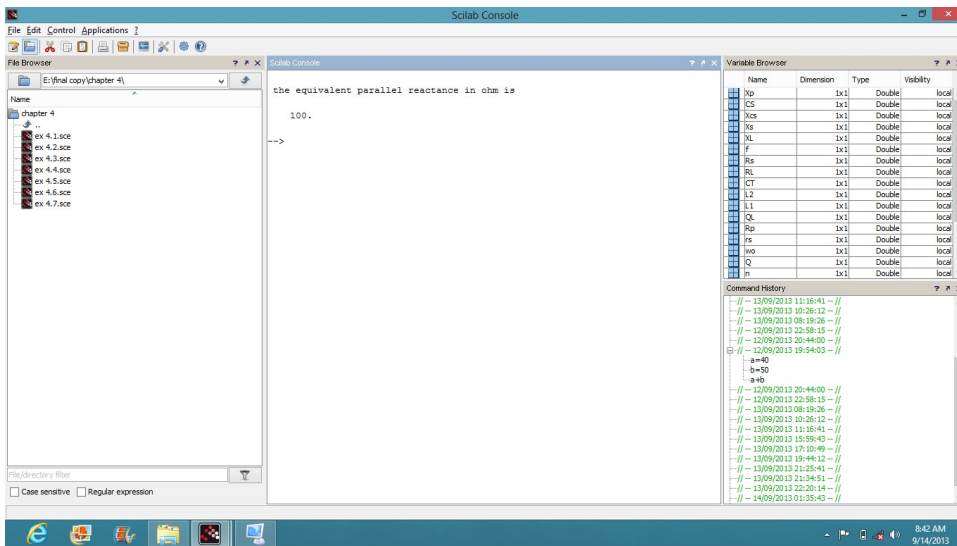 Scilab Console
File Edit Control Applications ?
File Browser
E:\final copy\chapter 4\
Name
chapter 4
..
ex 4.1.sce
ex 4.2.sce
ex 4.3.sce
ex 4.4.sce
ex 4.5.sce
ex 4.6.sce
ex 4.7.sce
File/directory filter
Case sensitive Regular expression
Scilab Console
the equivalent parallel reactance in ohm is
100.
-->
Variable Browser
Name Dimension Type Visibility
Xp 1x1 Double local
CS 1x1 Double local
Xcs 1x1 Double local
Xs 1x1 Double local
XL 1x1 Double local
f 1x1 Double local
Rs 1x1 Double local
RL 1x1 Double local
CT 1x1 Double local
L2 1x1 Double local
L1 1x1 Double local
QL 1x1 Double local
Rp 1x1 Double local
rs 1x1 Double local
wo 1x1 Double local
Q 1x1 Double local
n 1x1 Double local
Command History
// -- 13/09/2013 11:16:41 -- //
// -- 13/09/2013 10:26:12 -- //
// -- 13/09/2013 08:19:26 -- //
// -- 12/09/2013 22:58:15 -- //
// -- 12/09/2013 20:44:00 -- //
// -- 12/09/2013 19:54:03 -- //
a=40
b=50
a+b
// -- 12/09/2013 20:44:00 -- //
// -- 12/09/2013 22:58:15 -- //
// -- 13/09/2013 08:19:26 -- //
// -- 13/09/2013 10:26:12 -- //
// -- 13/09/2013 11:16:41 -- //
// -- 13/09/2013 15:59:43 -- //
// -- 13/09/2013 17:10:49 -- //
// -- 13/09/2013 19:44:12 -- //
// -- 13/09/2013 21:25:41 -- //
// -- 13/09/2013 21:34:51 -- //
// -- 13/09/2013 22:20:14 -- //
// -- 14/09/2013 01:35:43 -- //
8:42 AM
9/14/2013